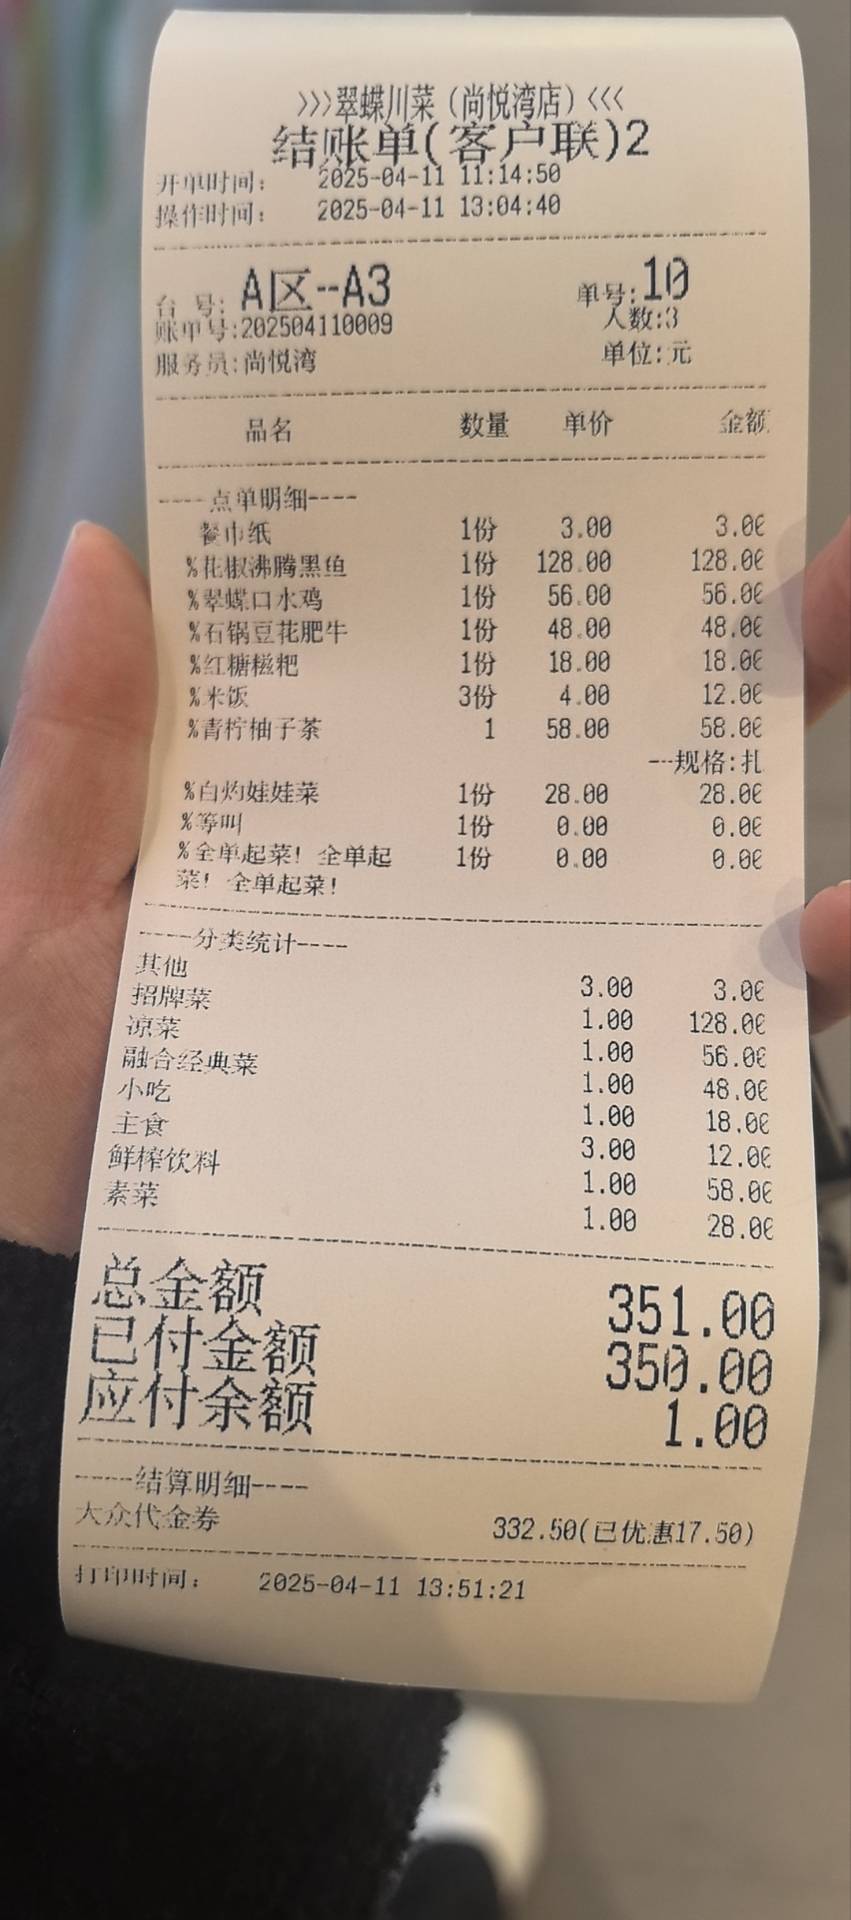 >>>翠蝶川菜（尚悦湾店）<<<
结账单(客户联)2
开单时间： 2025-04-11 11:14:50
操作时间： 2025-04-11 13:04:40
台 号: A区--A3 单号:10
账单号:202504110009 人数:3
服务员:尚悦湾 单位:元
品名 数量 单价 金额
----点单明细----
餐巾纸 1份 3.00 3.00
%花椒沸腾黑鱼 1份 128.00 128.00
%翠蝶口水鸡 1份 56.00 56.00
%石锅豆花肥牛 1份 48.00 48.00
%红糖糍粑 1份 18.00 18.00
%米饭 3份 4.00 12.00
%青柠柚子茶 1 58.00 58.00
---规格:扎
%白灼娃娃菜 1份 28.00 28.00
%等叫 1份 0.00 0.00
%全单起菜！全单起 1份 0.00 0.00
菜！全单起菜！
----分类统计----
其他 3.00 3.00
招牌菜 1.00 128.00
凉菜 1.00 56.00
融合经典菜 1.00 48.00
小吃 1.00 18.00
主食 3.00 12.00
鲜榨饮料 1.00 58.00
素菜 1.00 28.00
总金额 351.00
已付金额 350.00
应付余额 1.00
----结算明细----
大众代金券 332.50(已优惠17.50)
打印时间： 2025-04-11 13:51:21